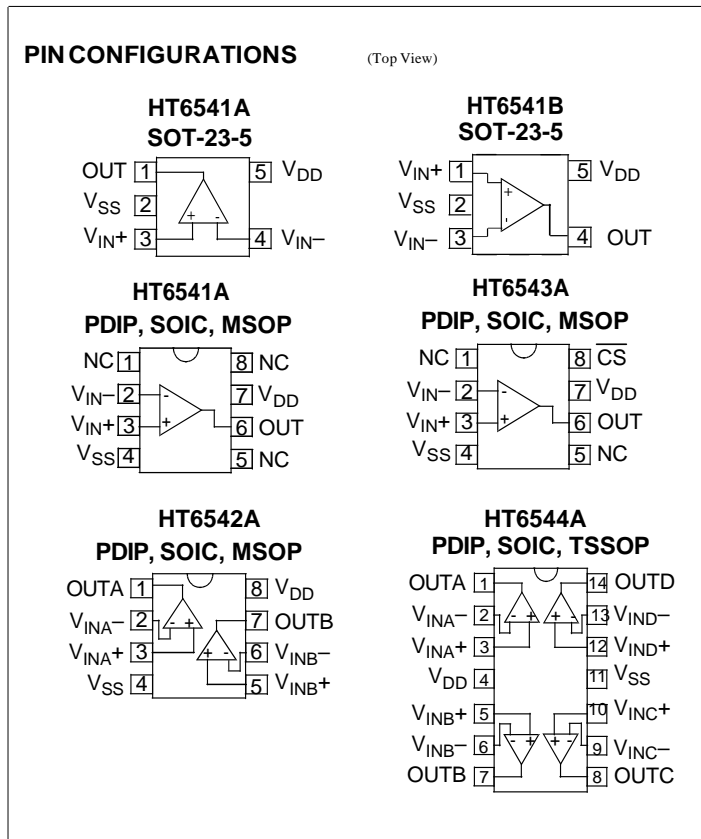 PIN CONFIGURATIONS (Top View)
HT6541A
SOT-23-5
OUT 1 5 VDD
VSS 2
+ -
VIN+ 3 4 VIN–
HT6541B
SOT-23-5
VIN+ 1 5 VDD
+
VSS 2
-
VIN– 3 4 OUT
HT6541A
PDIP, SOIC, MSOP
NC 1 8 NC
VIN– 2 - 7 VDD
VIN+ 3 + 6 OUT
VSS 4 5 NC
HT6543A
PDIP, SOIC, MSOP
NC 1 8 C̅S̅
VIN– 2 - 7 VDD
VIN+ 3 + 6 OUT
VSS 4 5 NC
HT6542A
PDIP, SOIC, MSOP
OUTA 1 8 VDD
VINA– 2 - + 7 OUTB
VINA+ 3 + - 6 VINB–
VSS 4 5 VINB+
HT6544A
PDIP, SOIC, TSSOP
OUTA 1 14 OUTD
VINA– 2 - + + - 13 VIND–
VINA+ 3 12 VIND+
VDD 4 11 VSS
VINB+ 5 10 VINC+
VINB– 6 - + + - 9 VINC–
OUTB 7 8 OUTC